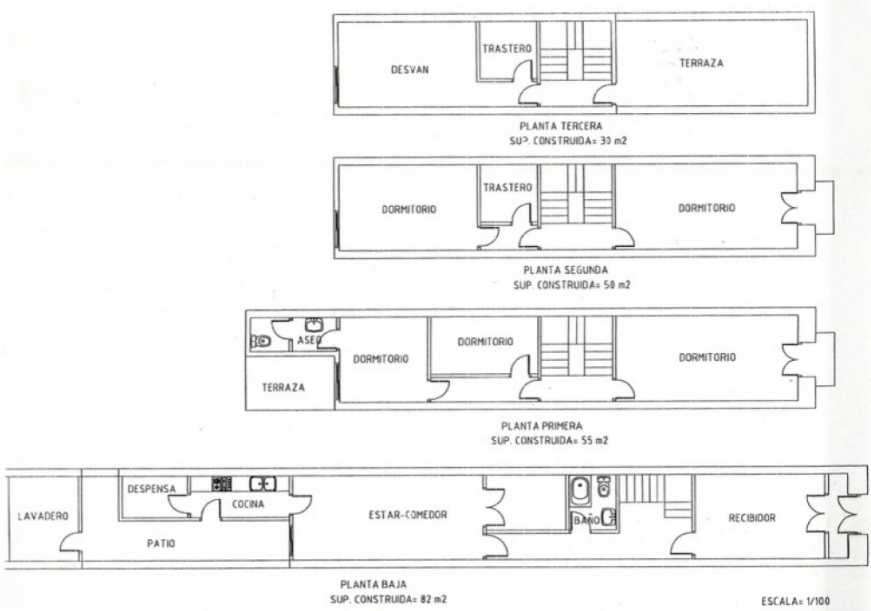 DESVAN
TRASTERO
TERRAZA
PLANTA TERCERA
SUP. CONSTRUIDA= 30 m2
DORMITORIO
TRASTERO
DORMITORIO
PLANTA SEGUNDA
SUP. CONSTRUIDA= 50 m2
ASEO
DORMITORIO
DORMITORIO
DORMITORIO
TERRAZA
PLANTA PRIMERA
SUP. CONSTRUIDA= 55 m2
LAVADERO
DESPENSA
COCINA
PATIO
ESTAR-COMEDOR
BAÑO
RECIBIDOR
PLANTA BAJA
SUP. CONSTRUIDA= 82 m2
ESCALA= 1/100